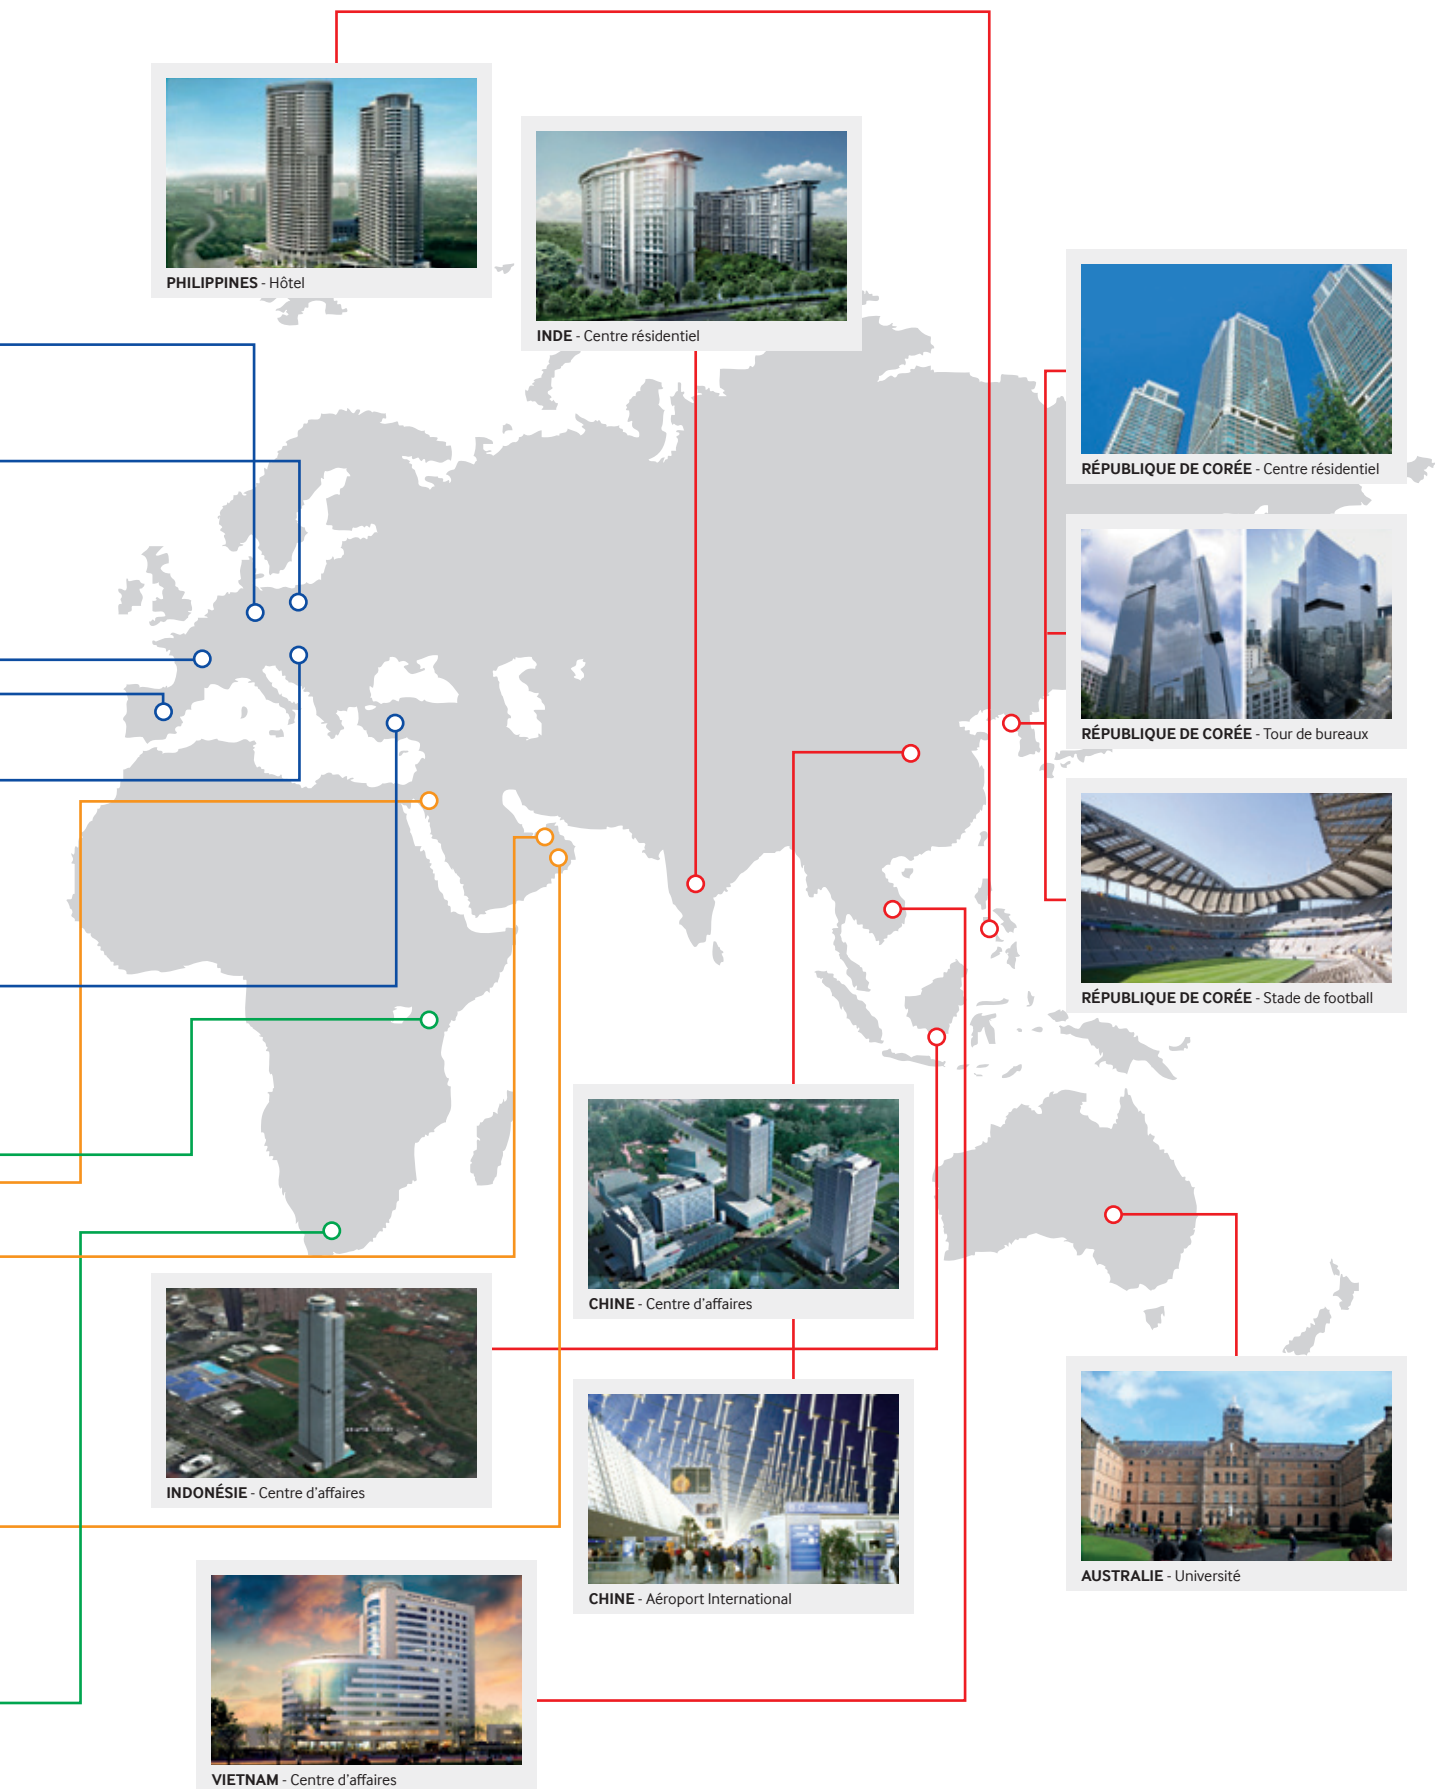 PHILIPPINES - Hôtel
INDE - Centre résidentiel
RÉPUBLIQUE DE CORÉE - Centre résidentiel
RÉPUBLIQUE DE CORÉE - Tour de bureaux
RÉPUBLIQUE DE CORÉE - Stade de football
CHINE - Centre d'affaires
INDONÉSIE - Centre d'affaires
CHINE - Aéroport International
AUSTRALIE - Université
VIETNAM - Centre d'affaires